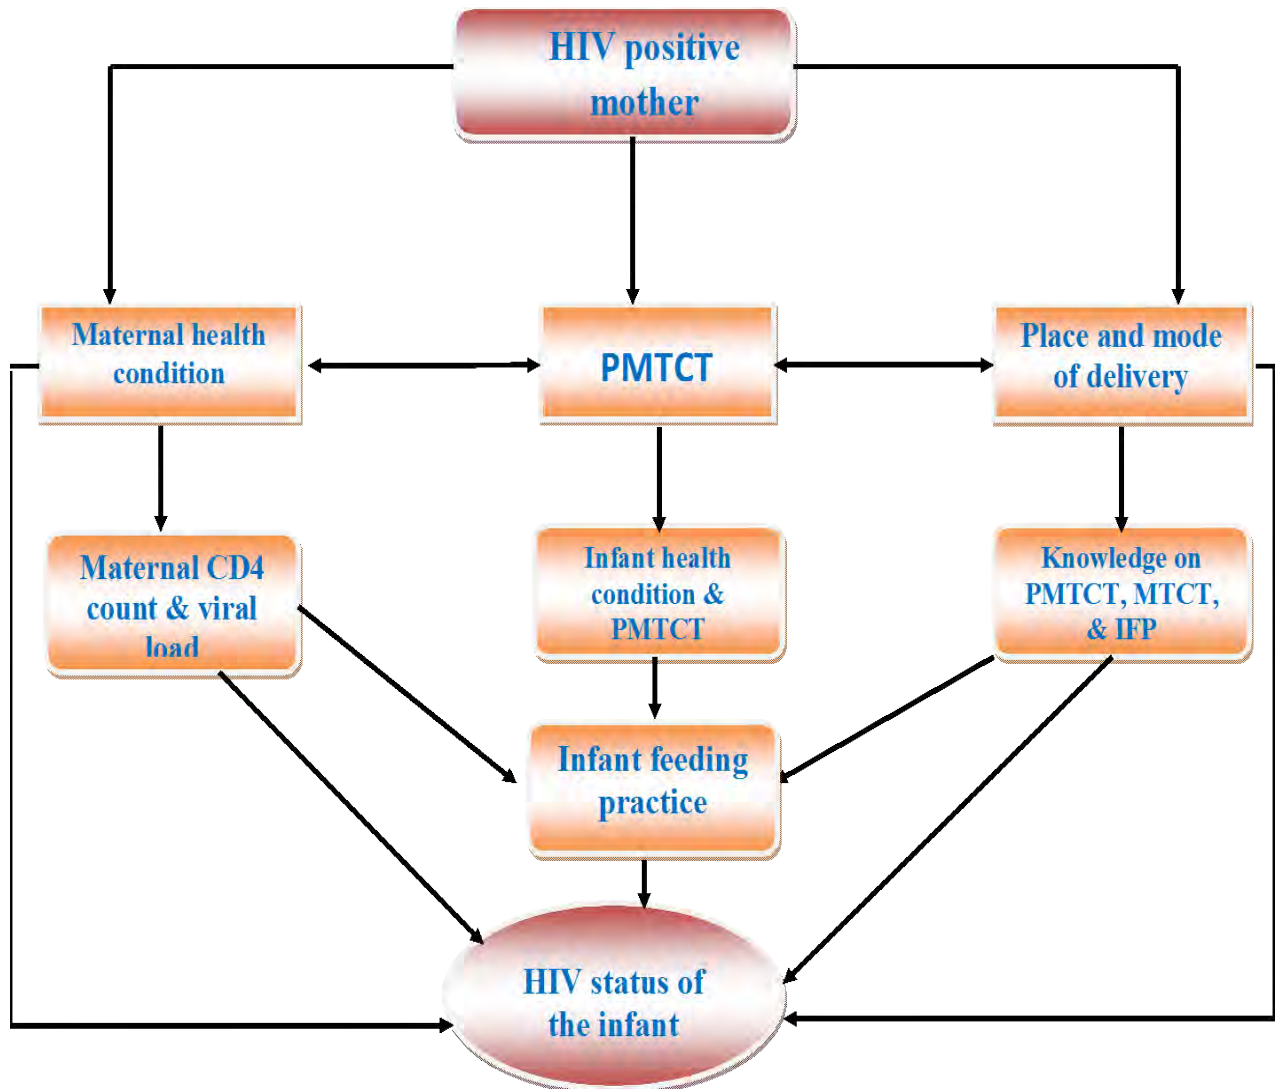 HIV positive
mother
Maternal health
condition
PMTCT
Place and mode
of delivery
Maternal CD4
count & viral
load
Infant health
condition &
PMTCT
Knowledge on
PMTCT, MTCT,
& IFP
Infant feeding
practice
HIV status of
the infant